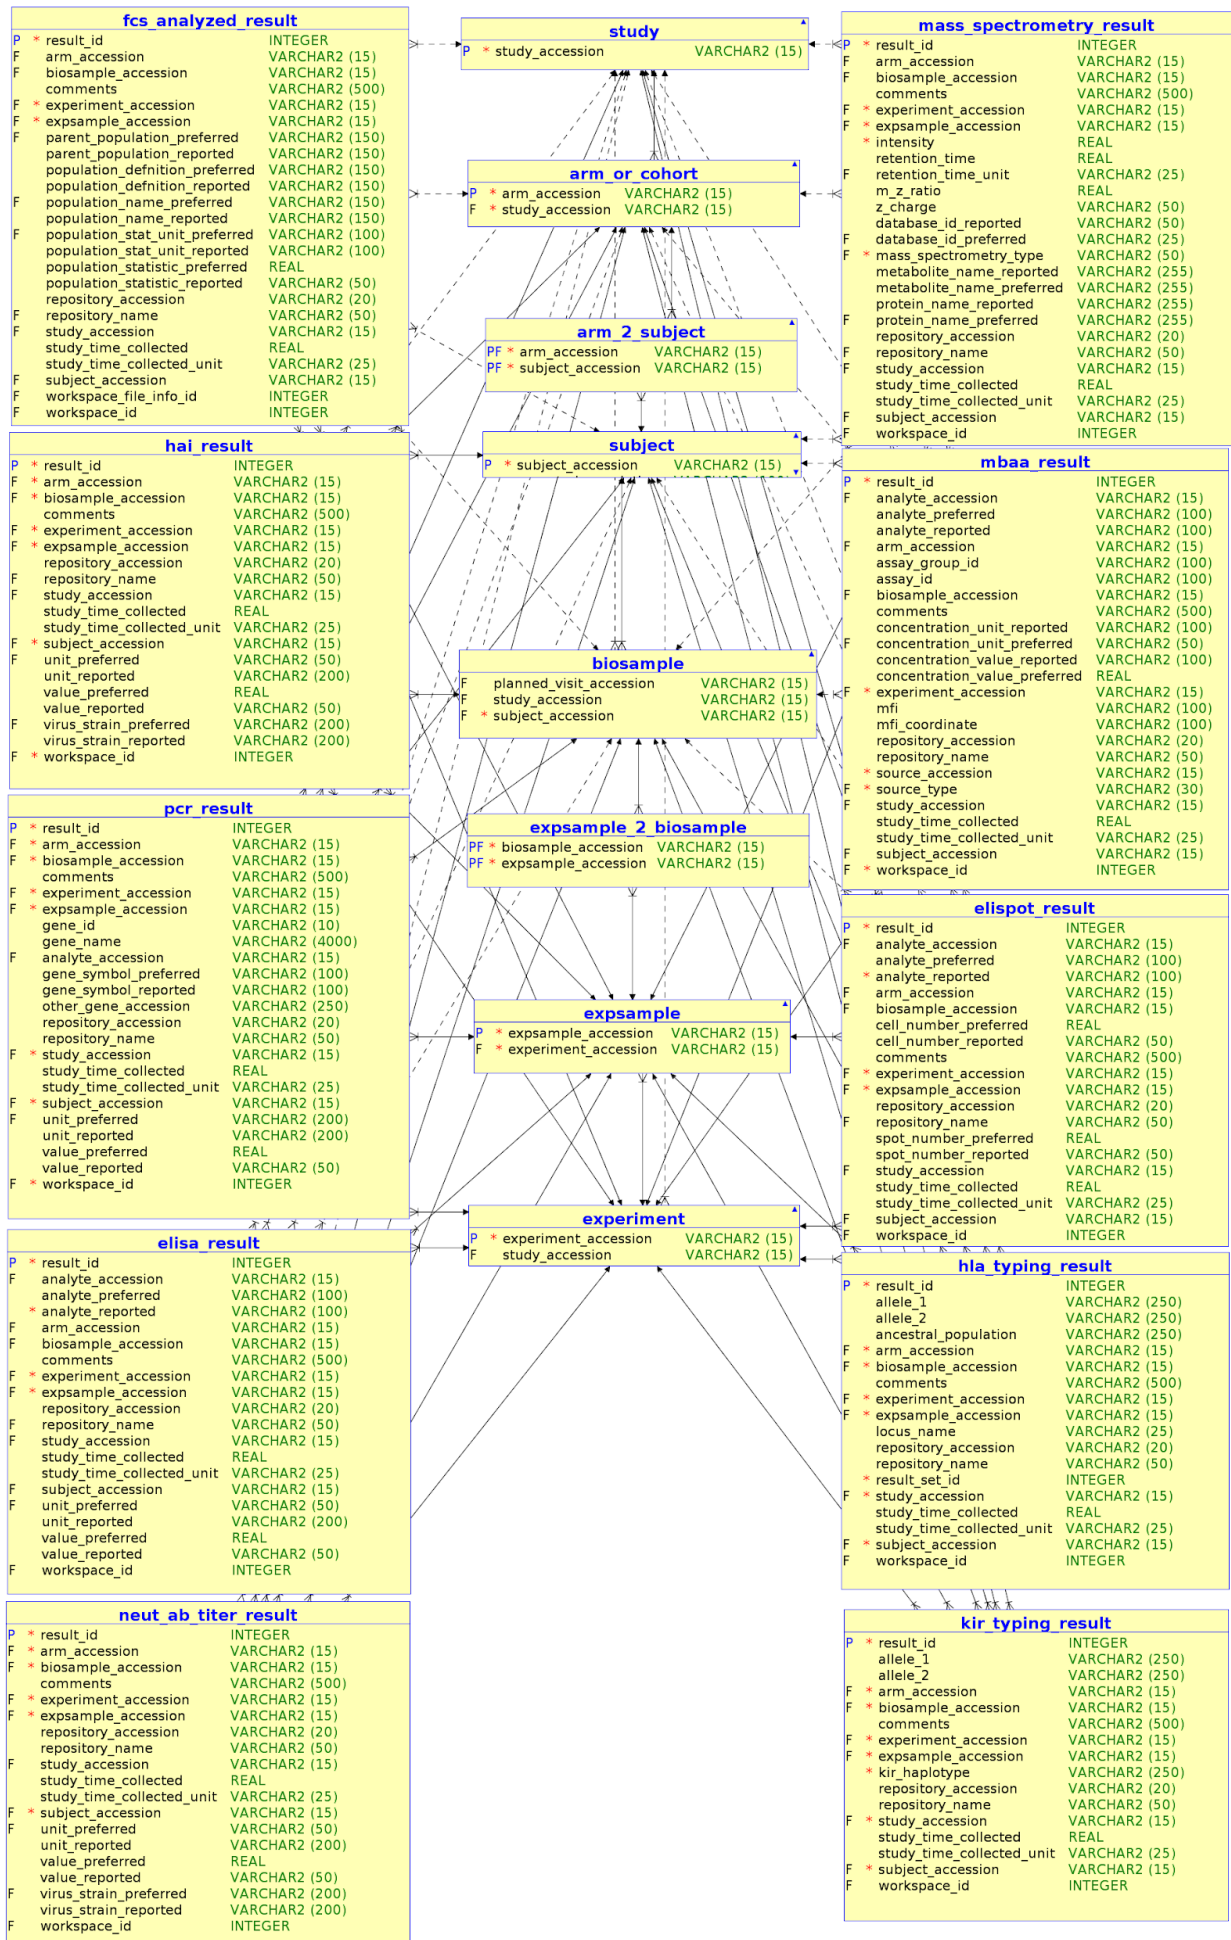 fcs_analyzed_result
P * result_id INTEGER
F arm_accession VARCHAR2 (15)
F biosample_accession VARCHAR2 (15)
comments VARCHAR2 (500)
F * experiment_accession VARCHAR2 (15)
F * expsample_accession VARCHAR2 (15)
F parent_population_preferred VARCHAR2 (150)
parent_population_reported VARCHAR2 (150)
population_defnition_preferred VARCHAR2 (150)
population_defnition_reported VARCHAR2 (150)
F population_name_preferred VARCHAR2 (150)
population_name_reported VARCHAR2 (150)
F population_stat_unit_preferred VARCHAR2 (100)
population_stat_unit_reported VARCHAR2 (100)
population_statistic_preferred REAL
population_statistic_reported VARCHAR2 (50)
repository_accession VARCHAR2 (20)
F repository_name VARCHAR2 (50)
F study_accession VARCHAR2 (15)
study_time_collected REAL
study_time_collected_unit VARCHAR2 (25)
F subject_accession VARCHAR2 (15)
F workspace_file_info_id INTEGER
F workspace_id INTEGER
hai_result
P * result_id INTEGER
F * arm_accession VARCHAR2 (15)
F * biosample_accession VARCHAR2 (15)
comments VARCHAR2 (500)
F * experiment_accession VARCHAR2 (15)
F * expsample_accession VARCHAR2 (15)
repository_accession VARCHAR2 (20)
F repository_name VARCHAR2 (50)
F study_accession VARCHAR2 (15)
study_time_collected REAL
study_time_collected_unit VARCHAR2 (25)
F * subject_accession VARCHAR2 (15)
F unit_preferred VARCHAR2 (50)
unit_reported VARCHAR2 (200)
value_preferred REAL
value_reported VARCHAR2 (50)
F virus_strain_preferred VARCHAR2 (200)
virus_strain_reported VARCHAR2 (200)
F * workspace_id INTEGER
pcr_result
P * result_id INTEGER
F * arm_accession VARCHAR2 (15)
F * biosample_accession VARCHAR2 (15)
comments VARCHAR2 (500)
F * experiment_accession VARCHAR2 (15)
F * expsample_accession VARCHAR2 (15)
gene_id VARCHAR2 (10)
gene_name VARCHAR2 (4000)
F analyte_accession VARCHAR2 (15)
gene_symbol_preferred VARCHAR2 (100)
gene_symbol_reported VARCHAR2 (100)
other_gene_accession VARCHAR2 (250)
repository_accession VARCHAR2 (20)
repository_name VARCHAR2 (50)
F * study_accession VARCHAR2 (15)
study_time_collected REAL
study_time_collected_unit VARCHAR2 (25)
F * subject_accession VARCHAR2 (15)
F unit_preferred VARCHAR2 (200)
unit_reported VARCHAR2 (200)
value_preferred REAL
value_reported VARCHAR2 (50)
F * workspace_id INTEGER
elisa_result
P * result_id INTEGER
F analyte_accession VARCHAR2 (15)
analyte_preferred VARCHAR2 (100)
* analyte_reported VARCHAR2 (100)
F arm_accession VARCHAR2 (15)
F biosample_accession VARCHAR2 (15)
comments VARCHAR2 (500)
F * experiment_accession VARCHAR2 (15)
F * expsample_accession VARCHAR2 (15)
repository_accession VARCHAR2 (20)
F repository_name VARCHAR2 (50)
F study_accession VARCHAR2 (15)
study_time_collected REAL
study_time_collected_unit VARCHAR2 (25)
F subject_accession VARCHAR2 (15)
F unit_preferred VARCHAR2 (50)
unit_reported VARCHAR2 (200)
value_preferred REAL
value_reported VARCHAR2 (50)
F workspace_id INTEGER
neut_ab_titer_result
P * result_id INTEGER
F * arm_accession VARCHAR2 (15)
F * biosample_accession VARCHAR2 (15)
comments VARCHAR2 (500)
F * experiment_accession VARCHAR2 (15)
F * expsample_accession VARCHAR2 (15)
repository_accession VARCHAR2 (20)
repository_name VARCHAR2 (50)
F study_accession VARCHAR2 (15)
study_time_collected REAL
study_time_collected_unit VARCHAR2 (25)
F * subject_accession VARCHAR2 (15)
F unit_preferred VARCHAR2 (50)
unit_reported VARCHAR2 (200)
value_preferred REAL
value_reported VARCHAR2 (50)
F virus_strain_preferred VARCHAR2 (200)
virus_strain_reported VARCHAR2 (200)
F workspace_id INTEGER
study
P * study_accession VARCHAR2 (15)
arm_or_cohort
P * arm_accession VARCHAR2 (15)
F * study_accession VARCHAR2 (15)
arm_2_subject
PF * arm_accession VARCHAR2 (15)
PF * subject_accession VARCHAR2 (15)
subject
P * subject_accession VARCHAR2 (15)
biosample
F planned_visit_accession VARCHAR2 (15)
F study_accession VARCHAR2 (15)
F * subject_accession VARCHAR2 (15)
expsample_2_biosample
PF * biosample_accession VARCHAR2 (15)
PF * expsample_accession VARCHAR2 (15)
expsample
P * expsample_accession VARCHAR2 (15)
F * experiment_accession VARCHAR2 (15)
experiment
P * experiment_accession VARCHAR2 (15)
F study_accession VARCHAR2 (15)
mass_spectrometry_result
P * result_id INTEGER
F arm_accession VARCHAR2 (15)
F biosample_accession VARCHAR2 (15)
comments VARCHAR2 (500)
F * experiment_accession VARCHAR2 (15)
F * expsample_accession VARCHAR2 (15)
* intensity REAL
retention_time REAL
F retention_time_unit VARCHAR2 (25)
m_z_ratio REAL
z_charge VARCHAR2 (50)
database_id_reported VARCHAR2 (50)
F database_id_preferred VARCHAR2 (25)
F * mass_spectrometry_type VARCHAR2 (50)
metabolite_name_reported VARCHAR2 (255)
metabolite_name_preferred VARCHAR2 (255)
protein_name_reported VARCHAR2 (255)
F protein_name_preferred VARCHAR2 (255)
repository_accession VARCHAR2 (20)
F repository_name VARCHAR2 (50)
F study_accession VARCHAR2 (15)
study_time_collected REAL
study_time_collected_unit VARCHAR2 (25)
F subject_accession VARCHAR2 (15)
F workspace_id INTEGER
mbaa_result
P * result_id INTEGER
F analyte_accession VARCHAR2 (15)
analyte_preferred VARCHAR2 (100)
analyte_reported VARCHAR2 (100)
F arm_accession VARCHAR2 (15)
assay_group_id VARCHAR2 (100)
assay_id VARCHAR2 (100)
F biosample_accession VARCHAR2 (15)
comments VARCHAR2 (500)
concentration_unit_reported VARCHAR2 (100)
F concentration_unit_preferred VARCHAR2 (50)
concentration_value_reported VARCHAR2 (100)
concentration_value_preferred REAL
F * experiment_accession VARCHAR2 (15)
mfi VARCHAR2 (100)
mfi_coordinate VARCHAR2 (100)
repository_accession VARCHAR2 (20)
repository_name VARCHAR2 (50)
* source_accession VARCHAR2 (15)
F * source_type VARCHAR2 (30)
F study_accession VARCHAR2 (15)
study_time_collected REAL
study_time_collected_unit VARCHAR2 (25)
F subject_accession VARCHAR2 (15)
F * workspace_id INTEGER
elispot_result
P * result_id INTEGER
F analyte_accession VARCHAR2 (15)
analyte_preferred VARCHAR2 (100)
* analyte_reported VARCHAR2 (100)
F arm_accession VARCHAR2 (15)
F biosample_accession VARCHAR2 (15)
cell_number_preferred REAL
cell_number_reported VARCHAR2 (50)
comments VARCHAR2 (500)
F * experiment_accession VARCHAR2 (15)
F * expsample_accession VARCHAR2 (15)
repository_accession VARCHAR2 (20)
F repository_name VARCHAR2 (50)
spot_number_preferred REAL
spot_number_reported VARCHAR2 (50)
F study_accession VARCHAR2 (15)
study_time_collected REAL
study_time_collected_unit VARCHAR2 (25)
F subject_accession VARCHAR2 (15)
F workspace_id INTEGER
hla_typing_result
P * result_id INTEGER
allele_1 VARCHAR2 (250)
allele_2 VARCHAR2 (250)
ancestral_population VARCHAR2 (250)
F * arm_accession VARCHAR2 (15)
F * biosample_accession VARCHAR2 (15)
comments VARCHAR2 (500)
F * experiment_accession VARCHAR2 (15)
F * expsample_accession VARCHAR2 (15)
locus_name VARCHAR2 (25)
repository_accession VARCHAR2 (20)
repository_name VARCHAR2 (50)
* result_set_id INTEGER
F * study_accession VARCHAR2 (15)
study_time_collected REAL
study_time_collected_unit VARCHAR2 (25)
F * subject_accession VARCHAR2 (15)
F workspace_id INTEGER
kir_typing_result
P * result_id INTEGER
allele_1 VARCHAR2 (250)
allele_2 VARCHAR2 (250)
F * arm_accession VARCHAR2 (15)
F * biosample_accession VARCHAR2 (15)
comments VARCHAR2 (500)
F * experiment_accession VARCHAR2 (15)
F * expsample_accession VARCHAR2 (15)
* kir_haplotype VARCHAR2 (250)
repository_accession VARCHAR2 (20)
repository_name VARCHAR2 (50)
F * study_accession VARCHAR2 (15)
study_time_collected REAL
study_time_collected_unit VARCHAR2 (25)
F * subject_accession VARCHAR2 (15)
F workspace_id INTEGER